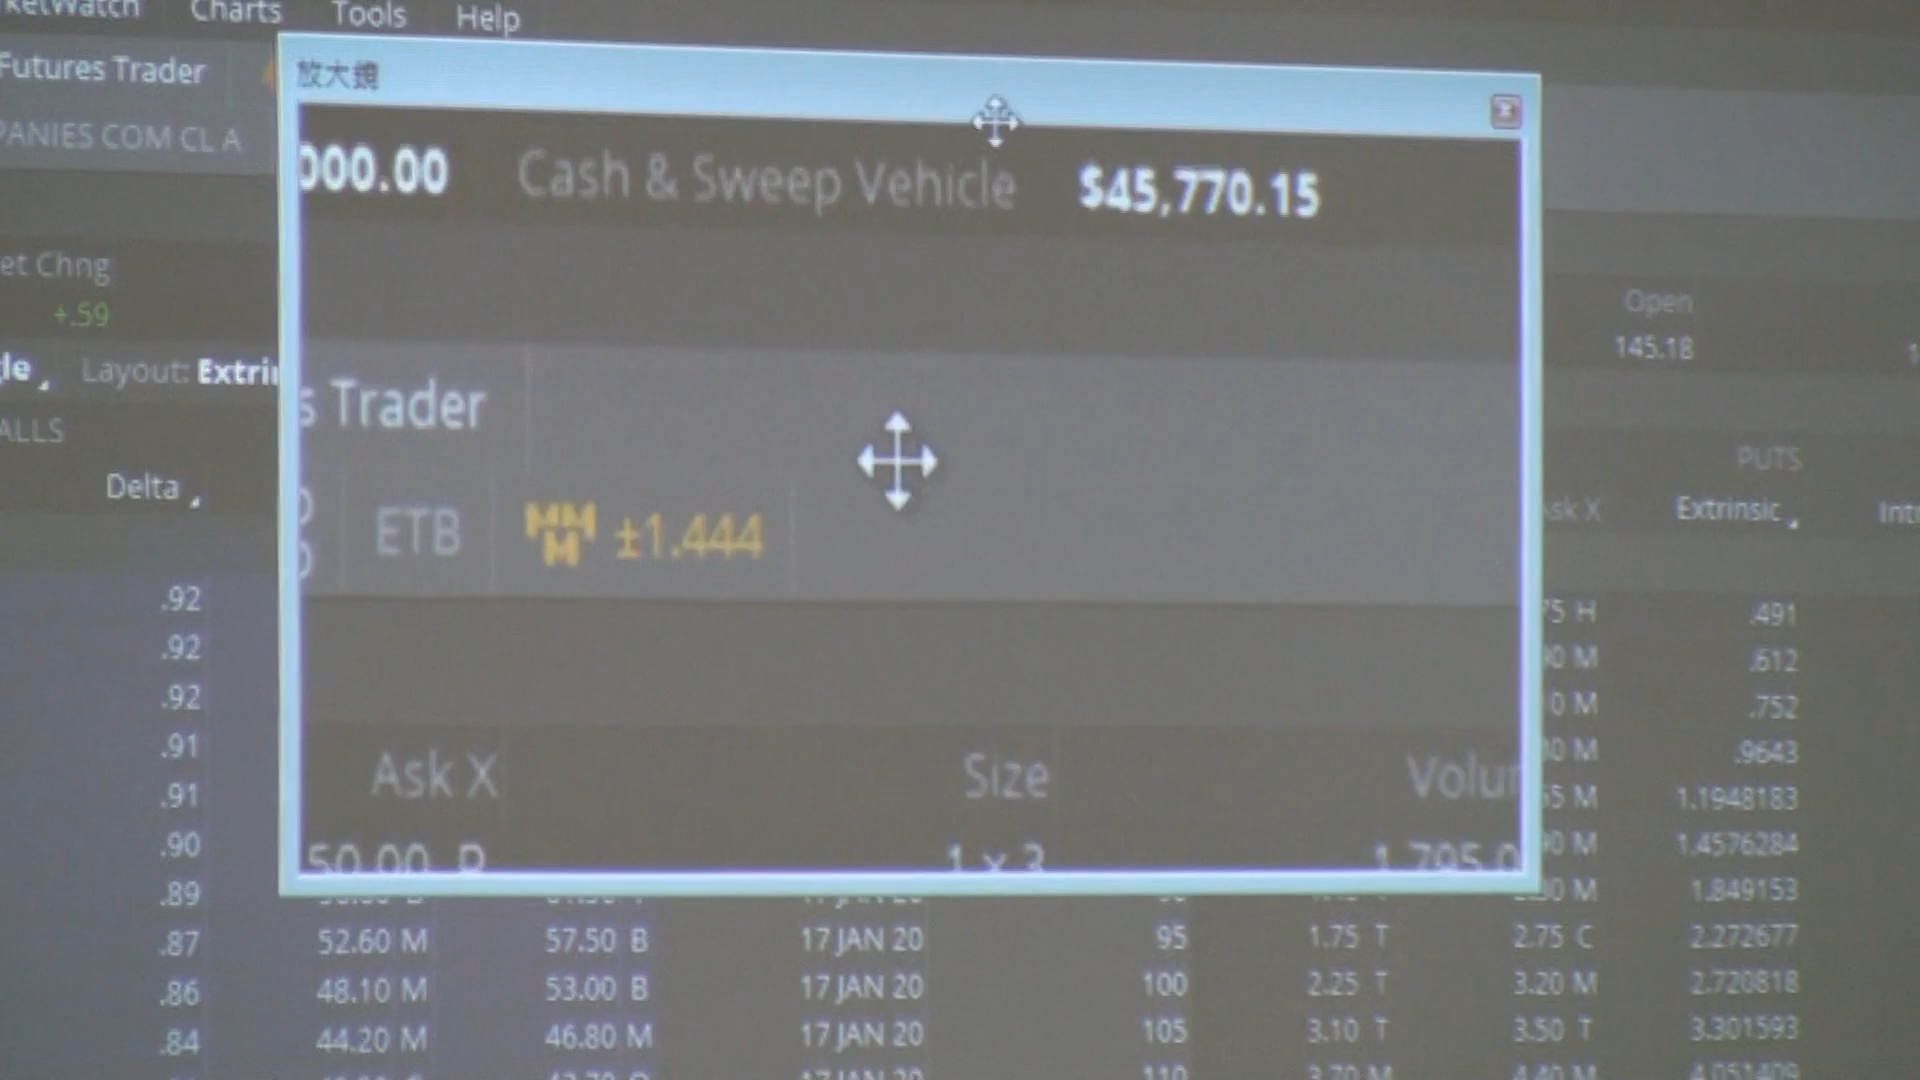 Charts Tools Help
Futures Trader
放大鏡
COM CL A
000.00 Cash & Sweep Vehicle $45,770.15
Chng
+.59
Open
145.18
Layout:
s Trader
PUTS
Delta
ETB MMM ±1.444
Extrinsic
.92 H .491
.92 M .612
.92 M .752
.91 M .9643
Ask X Size
.91 M 1.1948183
.90 M 1.4576284
.89 M 1.849153
.87 52.60 M 57.50 B 17 JAN 20 95 1.75 T 2.75 C 2.272677
.86 48.10 M 53.00 B 17 JAN 20 100 2.25 T 3.20 M 2.720818
.84 44.20 M 46.80 M 17 JAN 20 105 3.10 T 3.50 T 3.301593